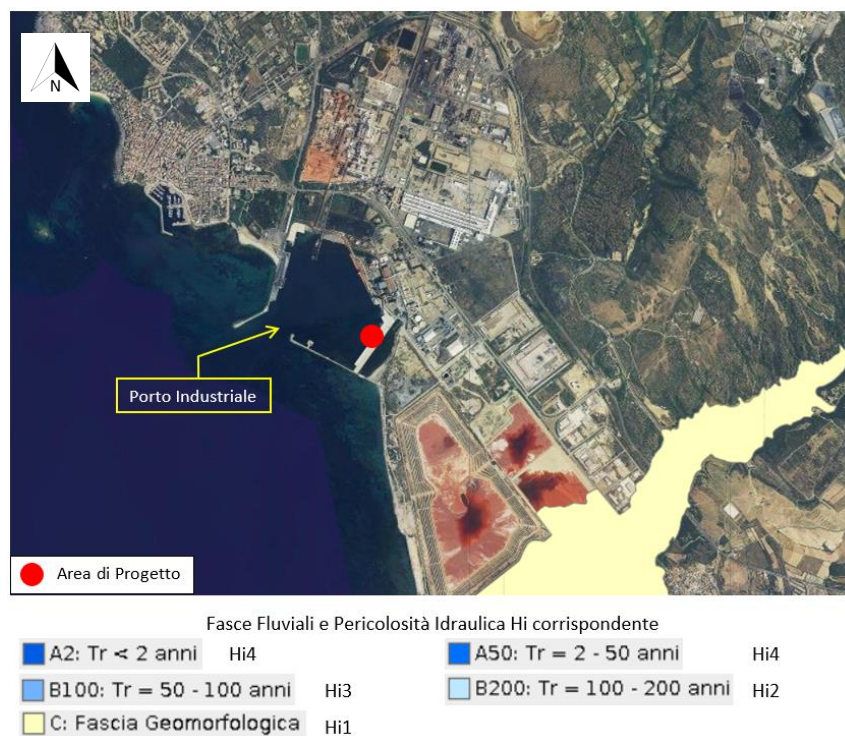 N
Porto Industriale
Area di Progetto
Fasce Fluviali e Pericolosità Idraulica Hi corrispondente
A2: Tr < 2 anni Hi4
A50: Tr = 2 - 50 anni Hi4
B100: Tr = 50 - 100 anni Hi3
B200: Tr = 100 - 200 anni Hi2
C: Fascia Geomorfologica Hi1